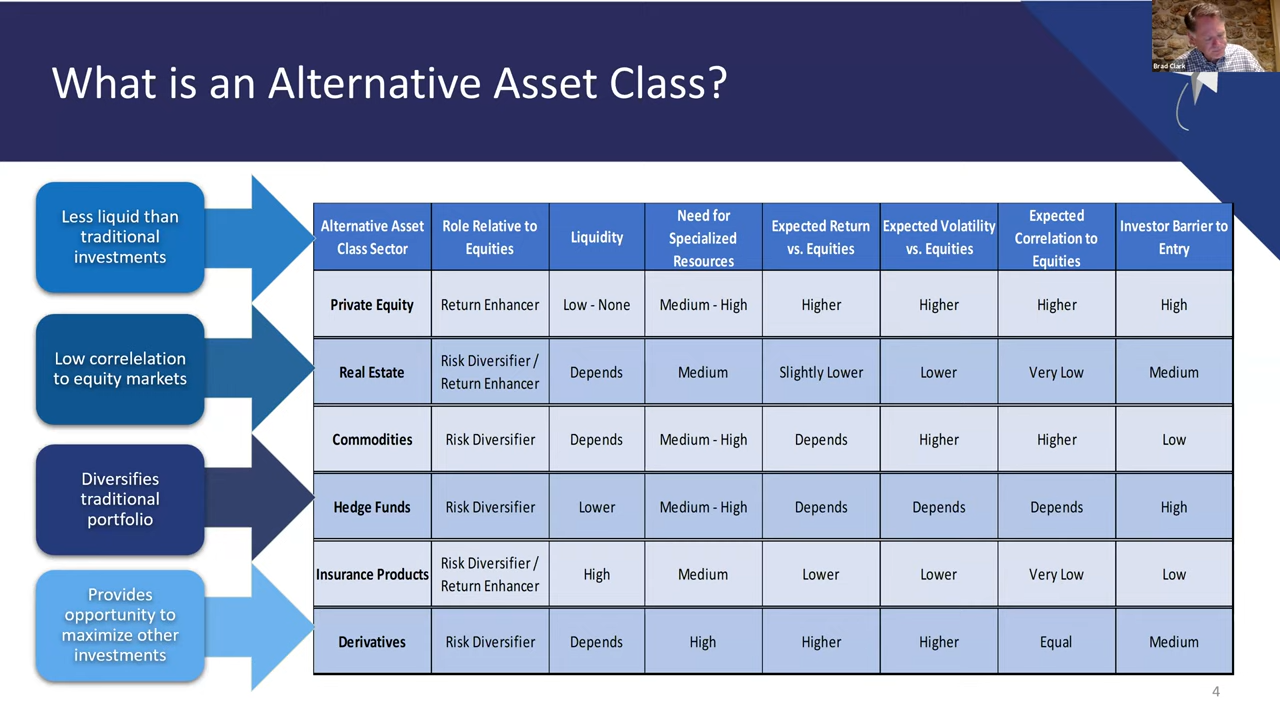 What is an Alternative Asset Class?
Brad Clark
Less liquid than
traditional
investments
Low correlelation
to equity markets
Diversifies
traditional
portfolio
Provides
opportunity to
maximize other
investments
Alternative Asset
Class Sector
Role Relative to
Equities
Liquidity
Need for
Specialized
Resources
Expected Return
vs. Equities
Expected Volatility
vs. Equities
Expected
Correlation to
Equities
Investor Barrier to
Entry
Private Equity
Return Enhancer
Low - None
Medium - High
Higher
Higher
Higher
High
Real Estate
Risk Diversifier /
Return Enhancer
Depends
Medium
Slightly Lower
Lower
Very Low
Medium
Commodities
Risk Diversifier
Depends
Medium - High
Depends
Higher
Higher
Low
Hedge Funds
Risk Diversifier
Lower
Medium - High
Depends
Depends
Depends
High
Insurance Products
Risk Diversifier /
Return Enhancer
High
Medium
Lower
Lower
Very Low
Low
Derivatives
Risk Diversifier
Depends
High
Higher
Higher
Equal
Medium
4